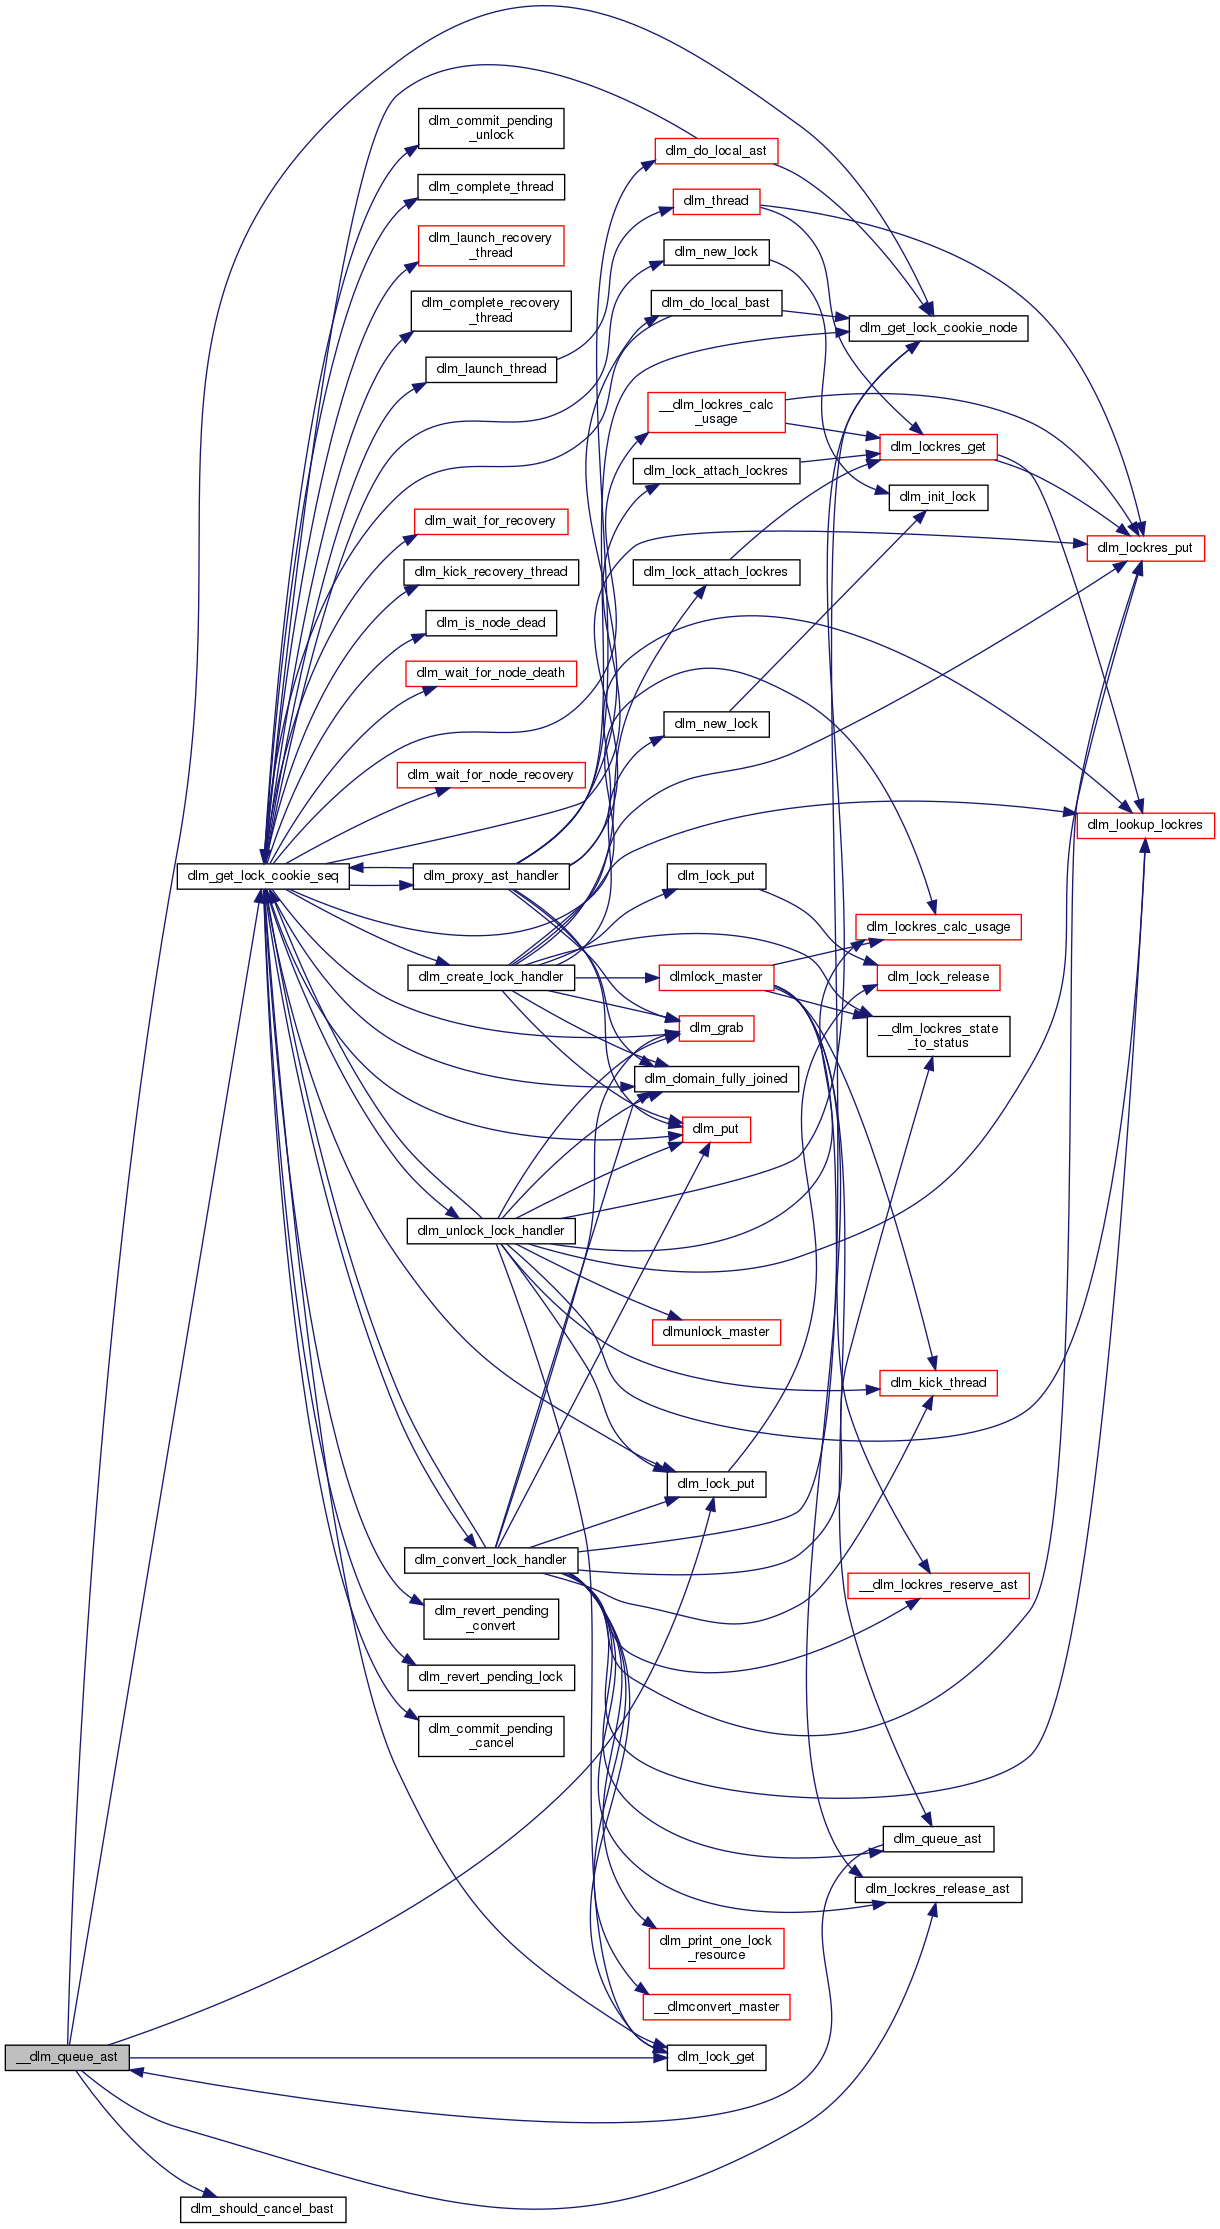 dlm_commit_pending
_unlock
dlm_do_local_ast
dlm_complete_thread
dlm_thread
dlm_launch_recovery
_thread
dlm_new_lock
dlm_complete_recovery
_thread
dlm_do_local_bast
dlm_get_lock_cookie_node
dlm_launch_thread
__dlm_lockres_calc
_usage
dlm_lockres_get
dlm_lock_attach_lockres
dlm_init_lock
dlm_wait_for_recovery
dlm_lockres_put
dlm_kick_recovery_thread
dlm_lock_attach_lockres
dlm_is_node_dead
dlm_wait_for_node_death
dlm_new_lock
dlm_wait_for_node_recovery
dlm_lookup_lockres
dlm_get_lock_cookie_seq
dlm_proxy_ast_handler
dlm_lock_put
dlm_lockres_calc_usage
dlm_create_lock_handler
dlmlock_master
dlm_lock_release
dlm_grab
__dlm_lockres_state
_to_status
dlm_domain_fully_joined
dlm_put
dlm_unlock_lock_handler
dlmunlock_master
dlm_kick_thread
dlm_lock_put
dlm_convert_lock_handler
__dlm_lockres_reserve_ast
dlm_revert_pending
_convert
dlm_revert_pending_lock
dlm_commit_pending
_cancel
dlm_queue_ast
dlm_lockres_release_ast
dlm_print_one_lock
_resource
__dlmconvert_master
__dlm_queue_ast
dlm_lock_get
dlm_should_cancel_bast